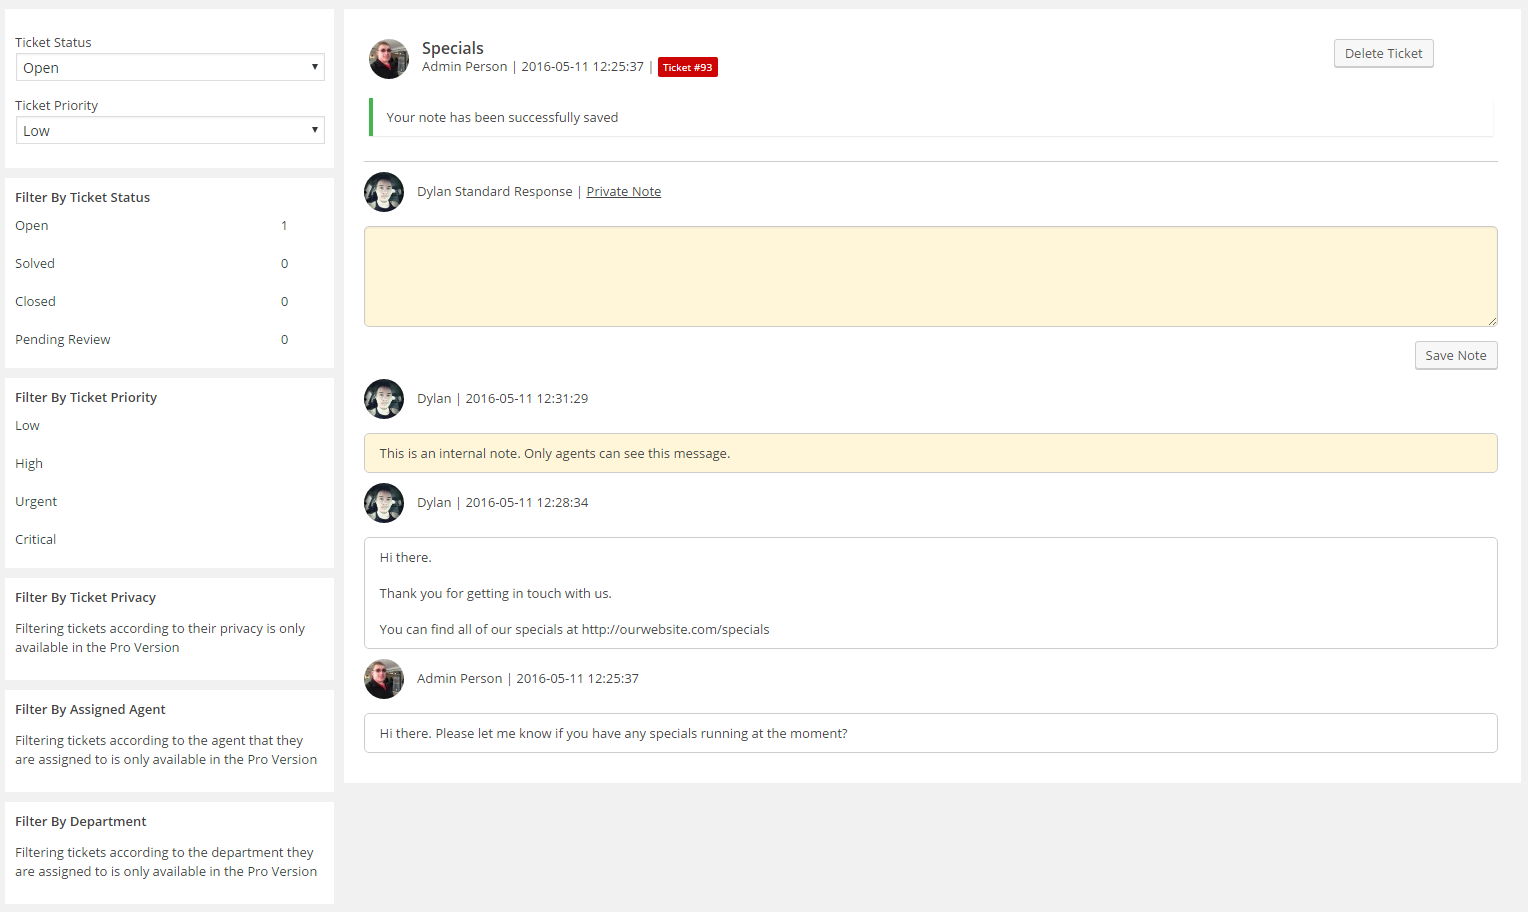 Ticket Status
Open
Ticket Priority
Low
Filter By Ticket Status
Open 1
Solved 0
Closed 0
Pending Review 0
Filter By Ticket Priority
Low
High
Urgent
Critical
Filter By Ticket Privacy
Filtering tickets according to their privacy is only
available in the Pro Version
Filter By Assigned Agent
Filtering tickets according to the agent that they
are assigned to is only available in the Pro Version
Filter By Department
Filtering tickets according to the department they
are assigned to is only available in the Pro Version
Specials
Admin Person | 2016-05-11 12:25:37 | Ticket #93
Delete Ticket
Your note has been successfully saved
Dylan Standard Response | Private Note
Save Note
Dylan | 2016-05-11 12:31:29
This is an internal note. Only agents can see this message.
Dylan | 2016-05-11 12:28:34
Hi there.
Thank you for getting in touch with us.
You can find all of our specials at http://ourwebsite.com/specials
Admin Person | 2016-05-11 12:25:37
Hi there. Please let me know if you have any specials running at the moment?